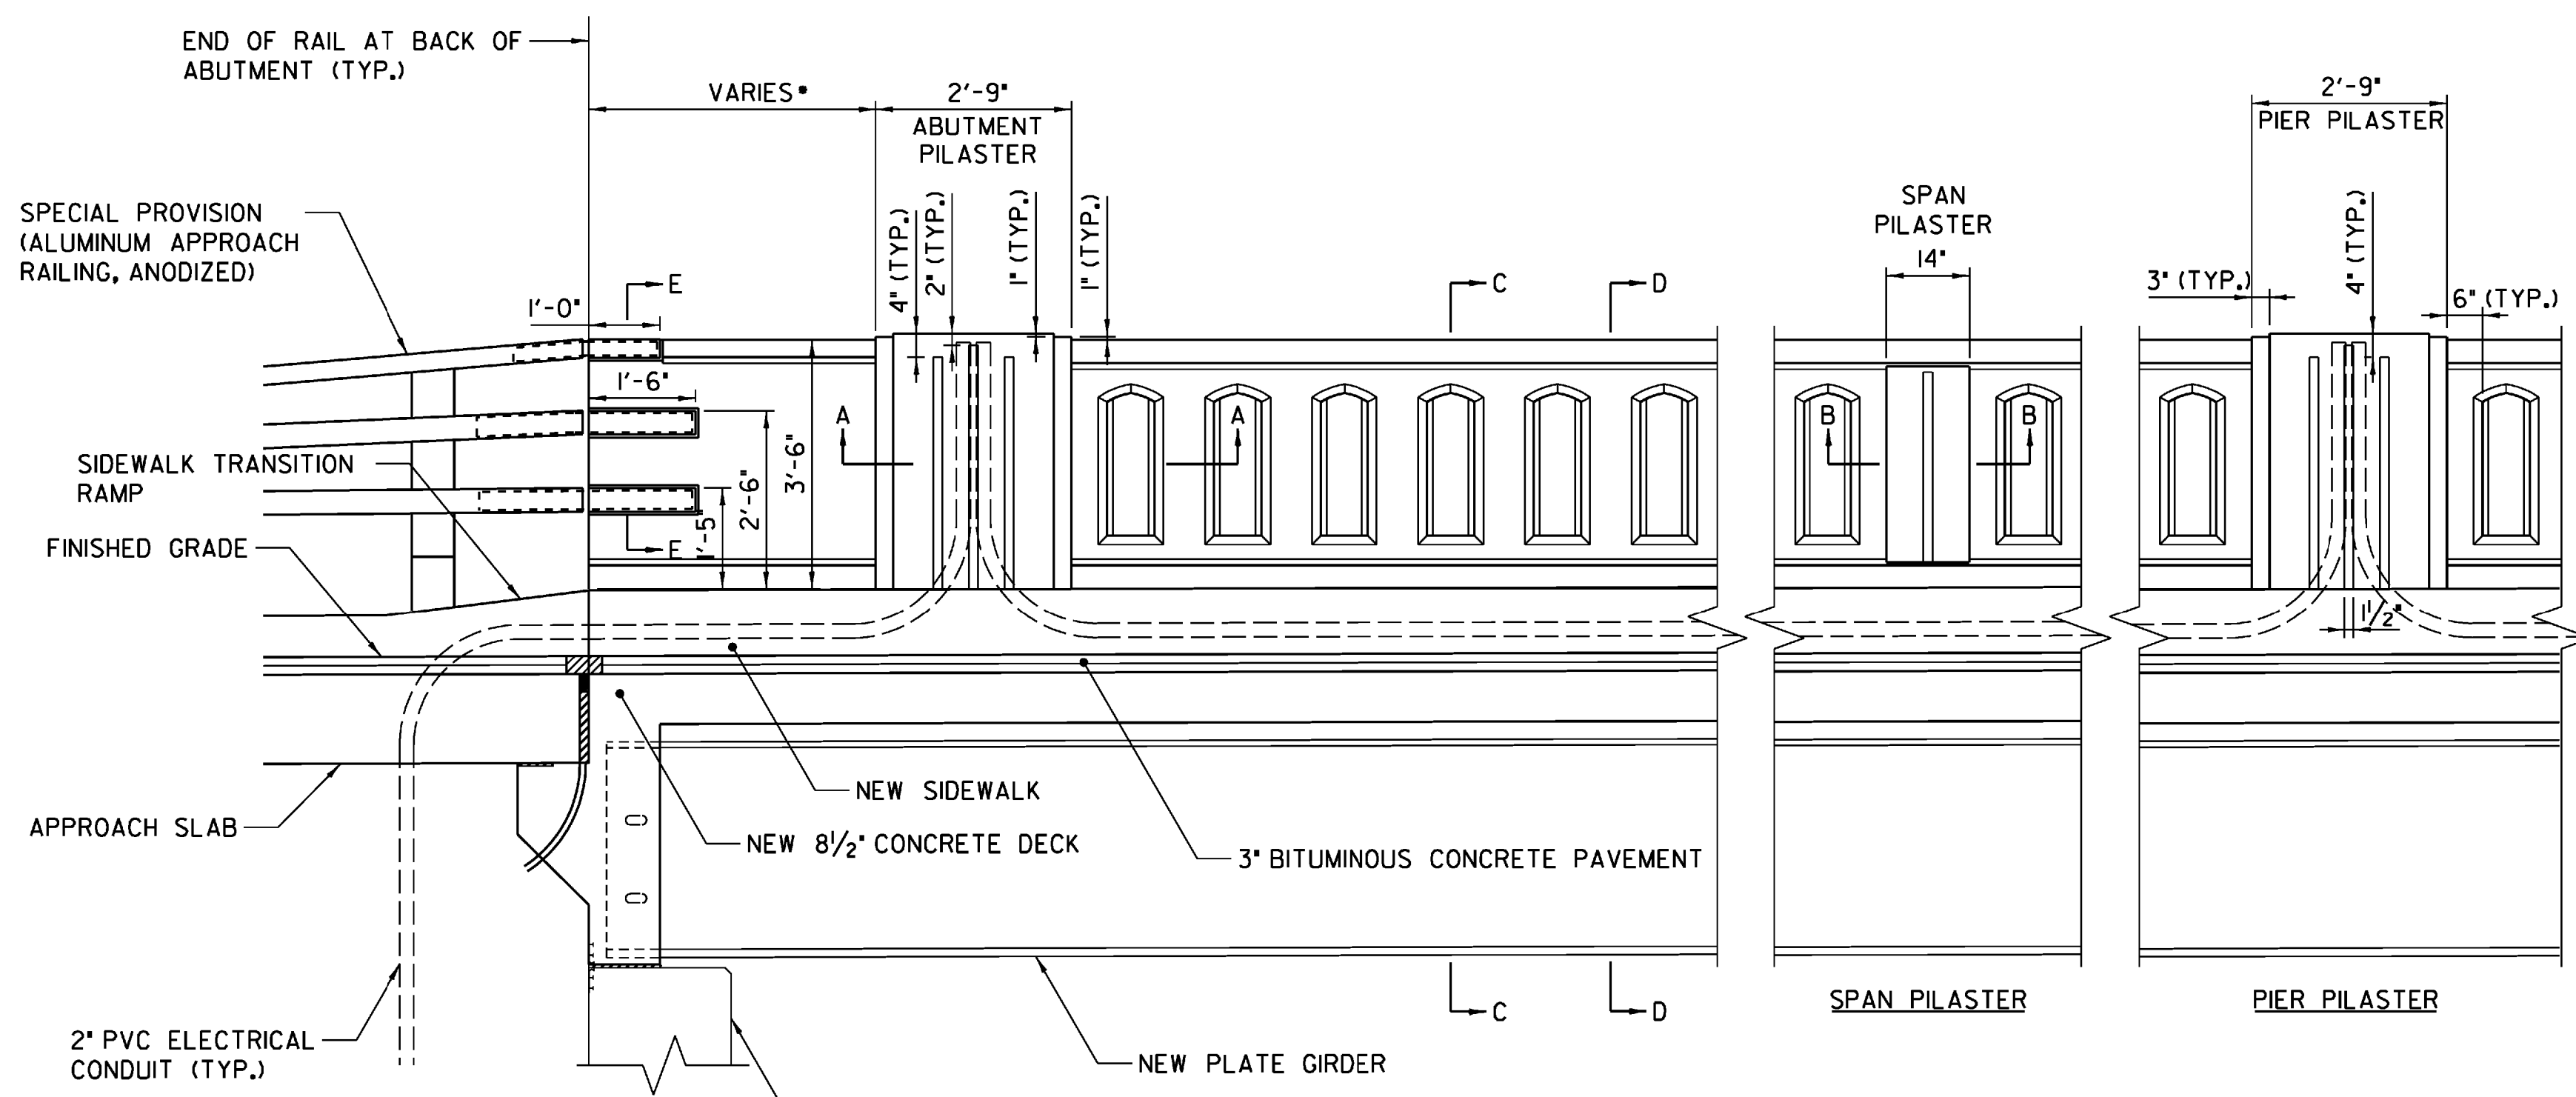 END OF RAIL AT BACK OF
ABUTMENT (TYP.)
VARIES*
2'-9"
ABUTMENT
PILASTER
2'-9"
PIER PILASTER
SPECIAL PROVISION
(ALUMINUM APPROACH
RAILING, ANODIZED)
1'-0"
E
4" (TYP.)
2" (TYP.)
1" (TYP.)
1" (TYP.)
C
D
SPAN
PILASTER
14"
3" (TYP.)
4" (TYP.)
6" (TYP.)
1'-6"
A
A
B
B
SIDEWALK TRANSITION
RAMP
1'-5"
2'-6"
3'-6"
FINISHED GRADE
E
1 1/2"
NEW SIDEWALK
APPROACH SLAB
NEW 8 1/2" CONCRETE DECK
3" BITUMINOUS CONCRETE PAVEMENT
C
D
SPAN PILASTER
PIER PILASTER
2" PVC ELECTRICAL
CONDUIT (TYP.)
NEW PLATE GIRDER